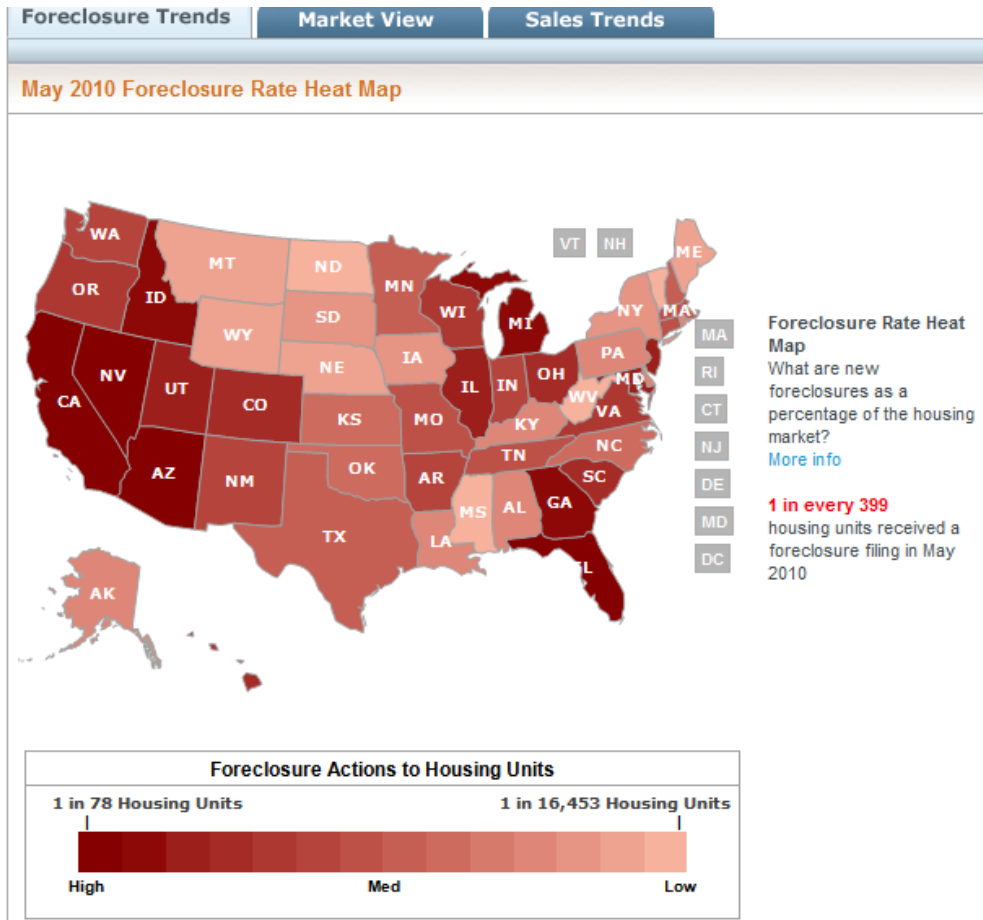 Foreclosure Trends
Market View
Sales Trends
May 2010 Foreclosure Rate Heat Map
WA
MT
ND
MN
VT
NH
ME
OR
ID
WY
SD
WI
MI
NY
MA
NV
UT
CO
NE
IA
IL
IN
OH
PA
MD
WV
VA
CA
AZ
NM
KS
MO
KY
NC
OK
AR
TN
SC
TX
LA
MS
AL
GA
FL
AK
MA
RI
CT
NJ
DE
MD
DC
Foreclosure Rate Heat
Map
What are new
foreclosures as a
percentage of the housing
market?
More info
1 in every 399
housing units received a
foreclosure filing in May
2010
Foreclosure Actions to Housing Units
1 in 78 Housing Units
1 in 16,453 Housing Units
High
Med
Low